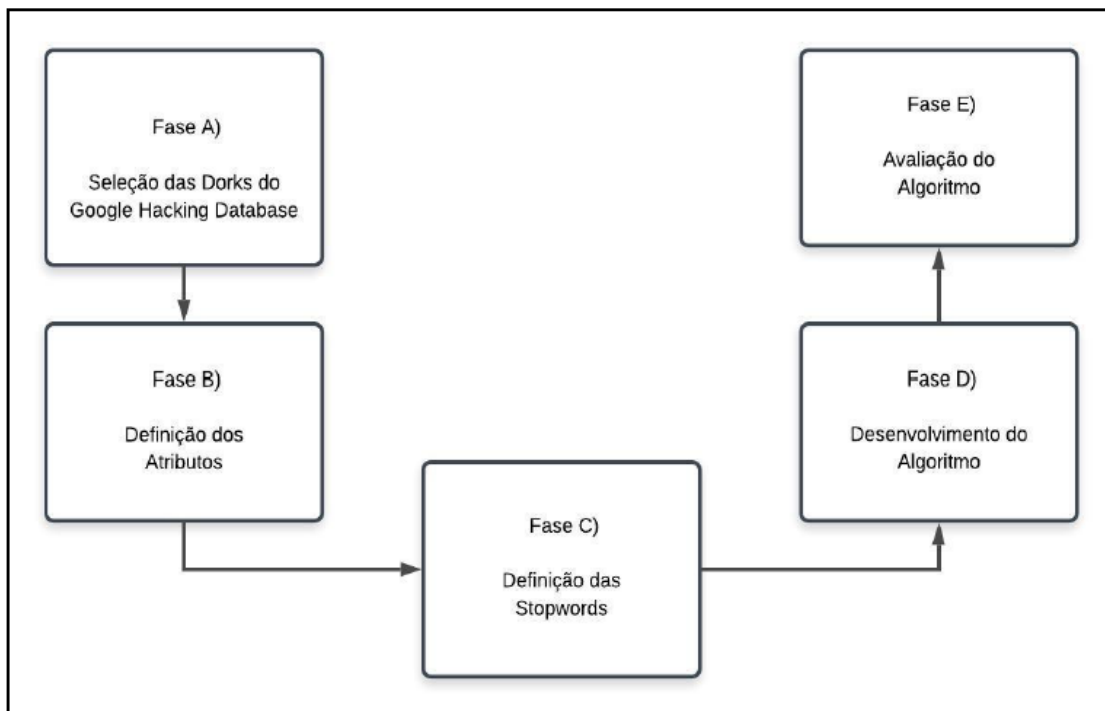 Fase A)
Seleção das Dorks do
Google Hacking Database
Fase B)
Definição dos
Atributos
Fase C)
Definição das
Stopwords
Fase D)
Desenvolvimento do
Algoritmo
Fase E)
Avaliação do
Algoritmo